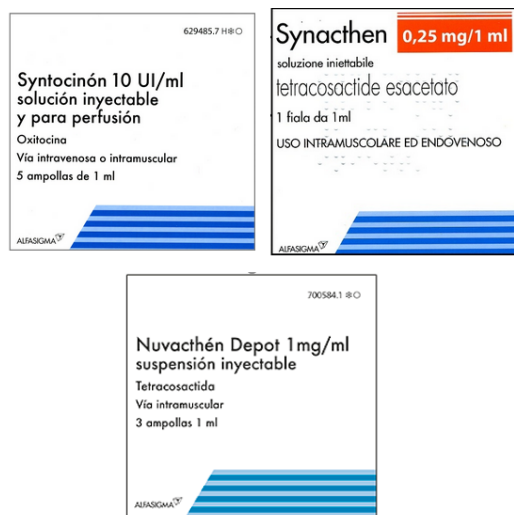 629485.7 H❄O
Syntocinón 10 UI/ml
solución inyectable
y para perfusión
Oxitocina
Vía intravenosa o intramuscular
5 ampollas de 1 ml
ALFASIGMA
Synacthen 0,25 mg/1 ml
soluzione iniettabile
tetracosactide esacetato
1 fiala da 1ml
USO INTRAMUSCOLARE ED ENDOVENOSO
ALFASIGMA
700584.1 ❄O
Nuvacthén Depot 1mg/ml
suspensión inyectable
Tetracosactida
Vía intramuscular
3 ampollas 1 ml
ALFASIGMA